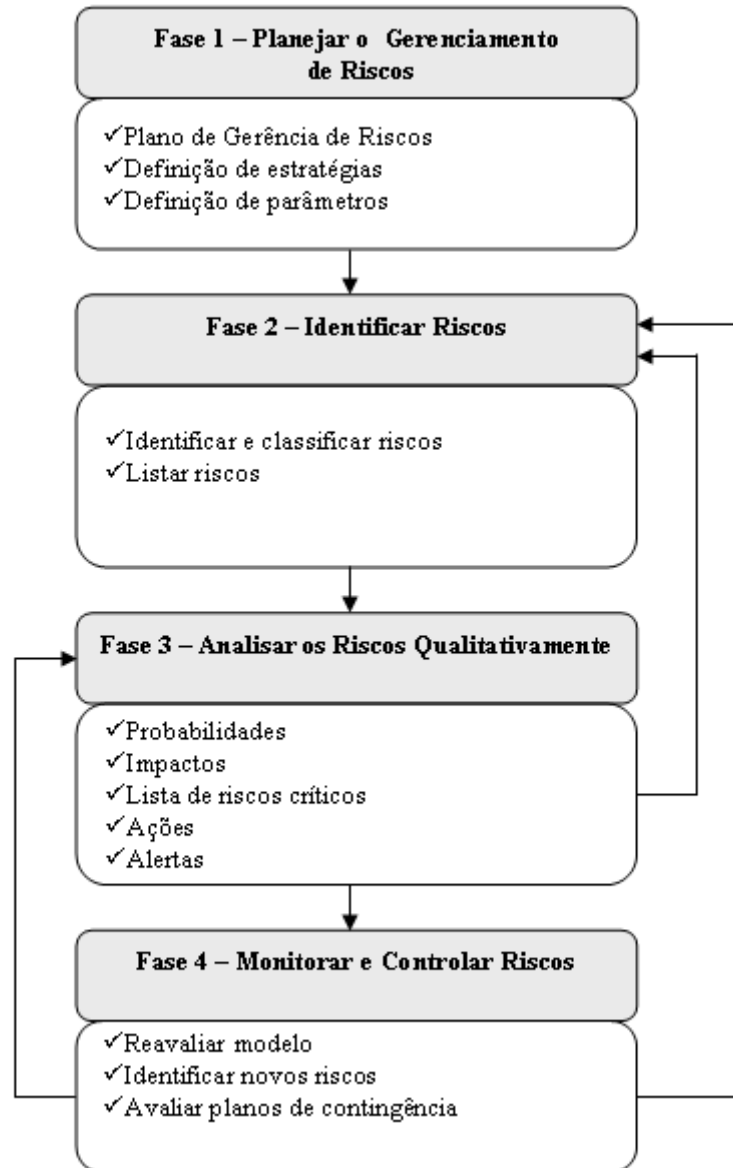 Fase 1 – Planejar o Gerenciamento
de Riscos
✓Plano de Gerência de Riscos
✓Definição de estratégias
✓Definição de parâmetros
Fase 2 – Identificar Riscos
✓Identificar e classificar riscos
✓Listar riscos
Fase 3 – Analisar os Riscos Qualitativamente
✓Probabilidades
✓Impactos
✓Lista de riscos críticos
✓Ações
✓Alertas
Fase 4 – Monitorar e Controlar Riscos
✓Reavaliar modelo
✓Identificar novos riscos
✓Avaliar planos de contingência